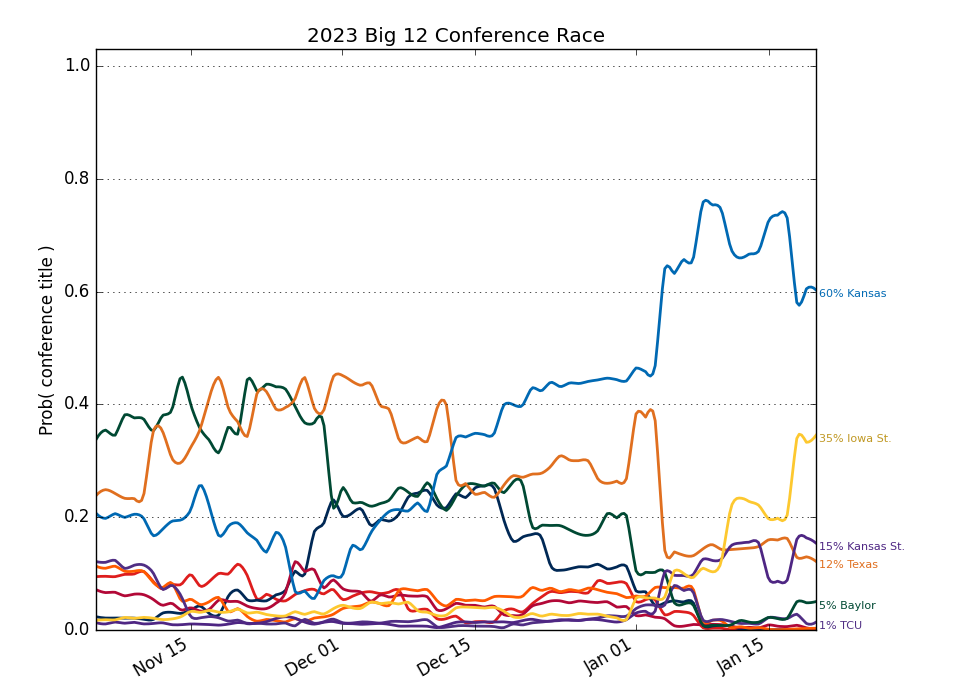 2023 Big 12 Conference Race
Prob( conference title )
1.0
0.8
0.6
0.4
0.2
0.0
Nov 15
Dec 01
Dec 15
Jan 01
Jan 15
60% Kansas
35% Iowa St.
15% Kansas St.
12% Texas
5% Baylor
1% TCU